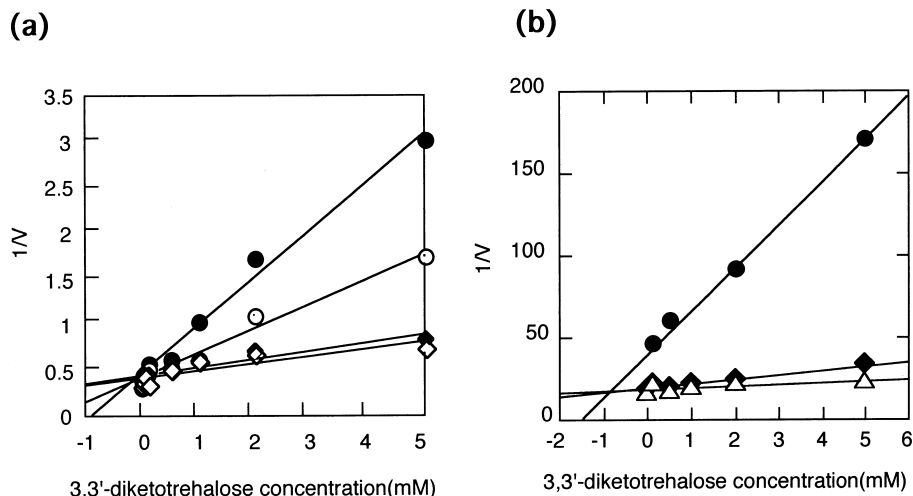 (a)
3.5
3
2.5
2
1.5
1
0.5
0
1/V
-1 0 1 2 3 4 5
3,3'-diketotrehalose concentration(mM)
(b)
200
150
100
50
0
1/V
-2 -1 0 1 2 3 4 5 6
3,3'-diketotrehalose concentration(mM)